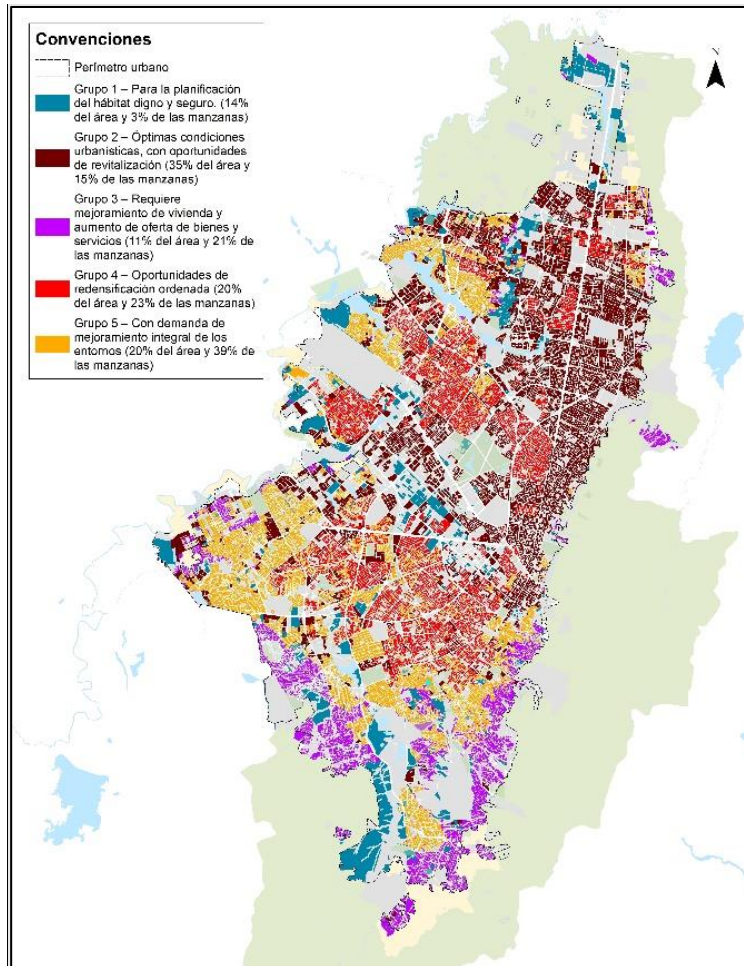 Convenciones
Perímetro urbano
Grupo 1 – Para la planificación
del hábitat digno y seguro. (14%
del área y 3% de las manzanas)
Grupo 2 – Óptimas condiciones
urbanísticas, con oportunidades
de revitalización (35% del área y
15% de las manzanas)
Grupo 3 – Requiere
mejoramiento de vivienda y
aumento de oferta de bienes y
servicios (11% del área y 21% de
las manzanas)
Grupo 4 – Oportunidades de
redensificación ordenada (20%
del área y 23% de las manzanas)
Grupo 5 – Con demanda de
mejoramiento integral de los
entornos (20% del área y 39% de
las manzanas)
N